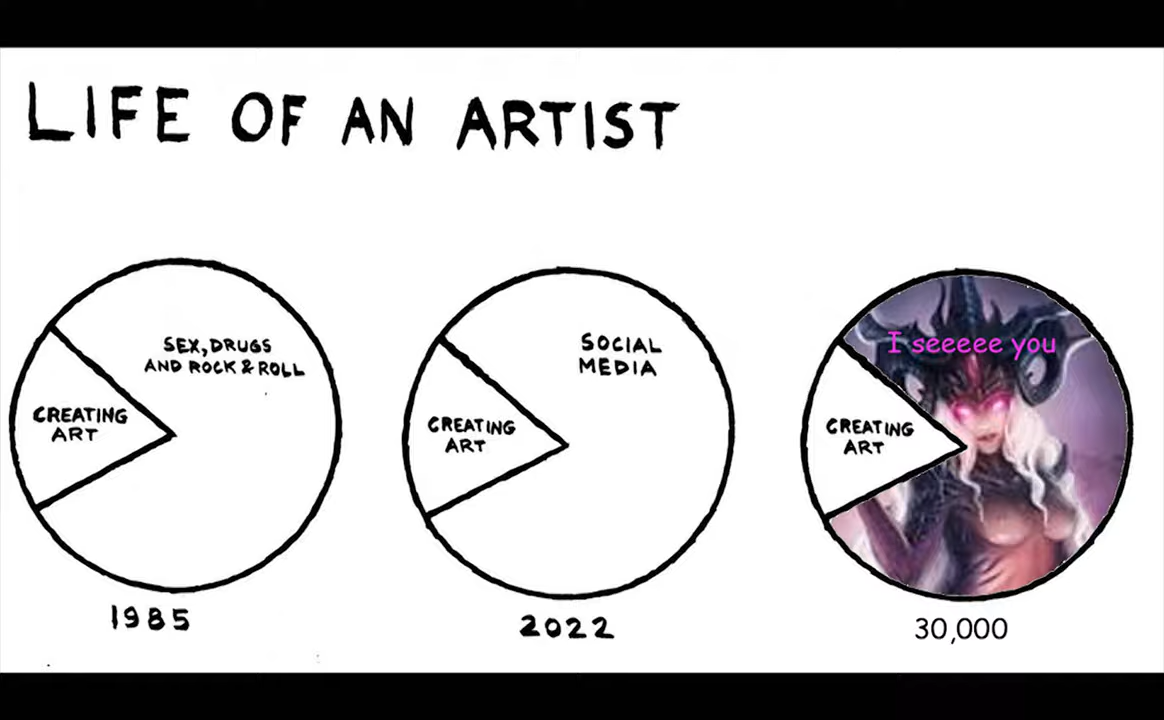 LIFE OF AN ARTIST
SEX, DRUGS
AND ROCK & ROLL
CREATING
ART
1985
SOCIAL
MEDIA
CREATING
ART
2022
I seeeee you
CREATING
ART
30,000